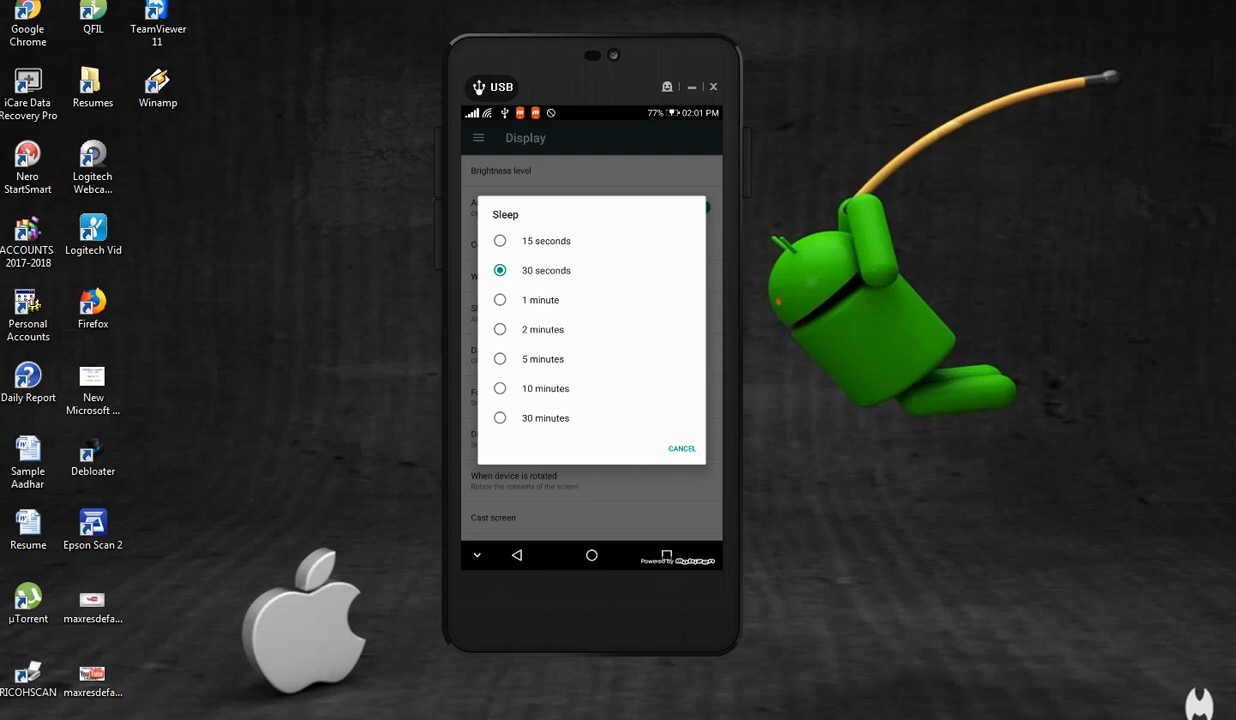 Google
Chrome
QFIL
TeamViewer
11
iCare Data
Recovery Pro
Resumes
Winamp
Nero
StartSmart
Logitech
Webca...
ACCOUNTS
2017-2018
Logitech Vid
Personal
Accounts
Firefox
Daily Report
New
Microsoft ...
Sample
Aadhar
Debloater
Resume
Epson Scan 2
µTorrent
maxresdefa...
RICOHSCAN
maxresdefa...
USB
77% 02:01 PM
Display
Brightness level
Sleep
15 seconds
30 seconds
1 minute
2 minutes
5 minutes
10 minutes
30 minutes
CANCEL
When device is rotated
Rotate the contents of the screen
Cast screen
Powered by Mobizen